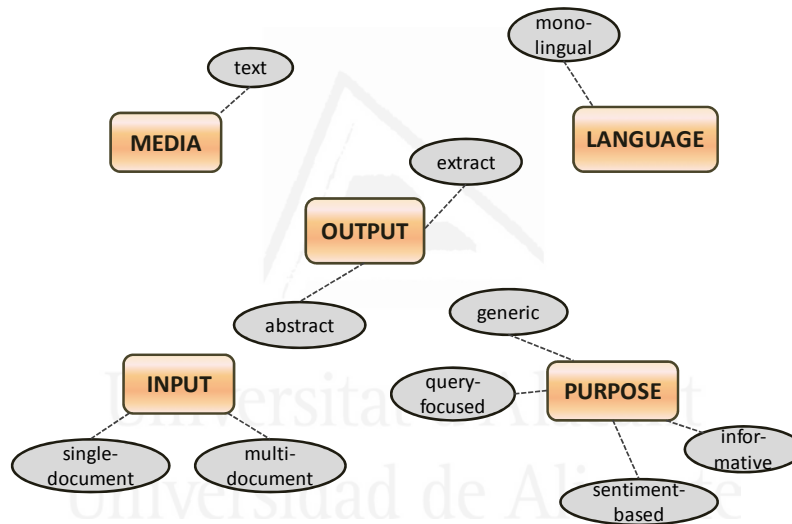 mono-
lingual
text
MEDIA
LANGUAGE
extract
OUTPUT
abstract
generic
INPUT
query-
focused
PURPOSE
single-
document
multi-
document
infor-
mative
sentiment-
based
Universitat d'Alacant
Universidad de Alicante